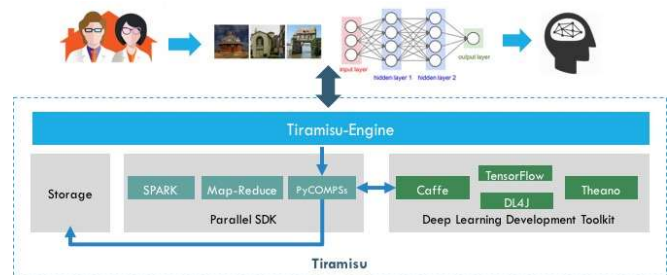 input layer
hidden layer 1
hidden layer 2
output layer
Tiramisu-Engine
Storage
SPARK
Map-Reduce
PyCOMPSs
Parallel SDK
Caffe
TensorFlow
DL4J
Theano
Deep Learning Development Toolkit
Tiramisu